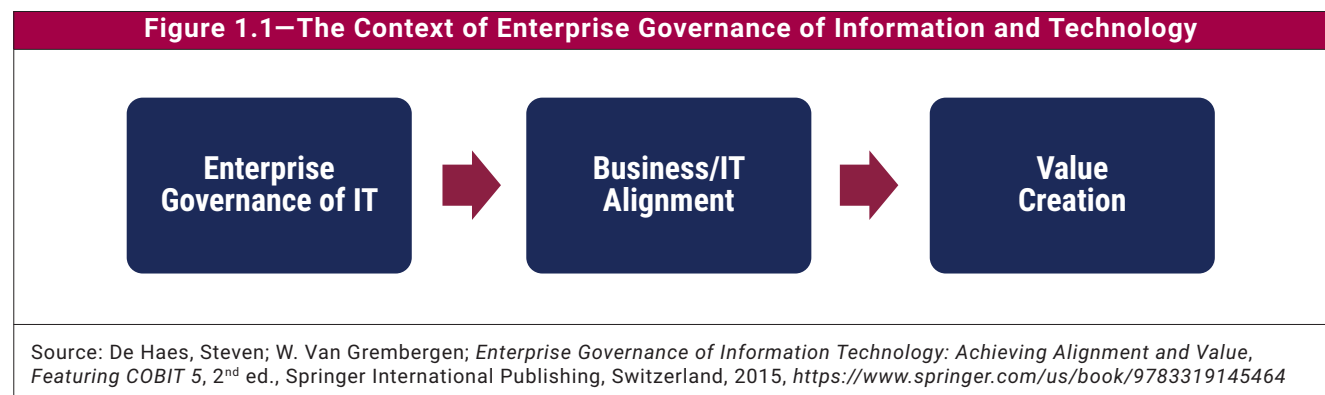 Figure 1.1—The Context of Enterprise Governance of Information and Technology
Enterprise
Governance of IT
Business/IT
Alignment
Value
Creation
Source: De Haes, Steven; W. Van Grembergen; Enterprise Governance of Information Technology: Achieving Alignment and Value,
Featuring COBIT 5, 2nd ed., Springer International Publishing, Switzerland, 2015, https://www.springer.com/us/book/9783319145464